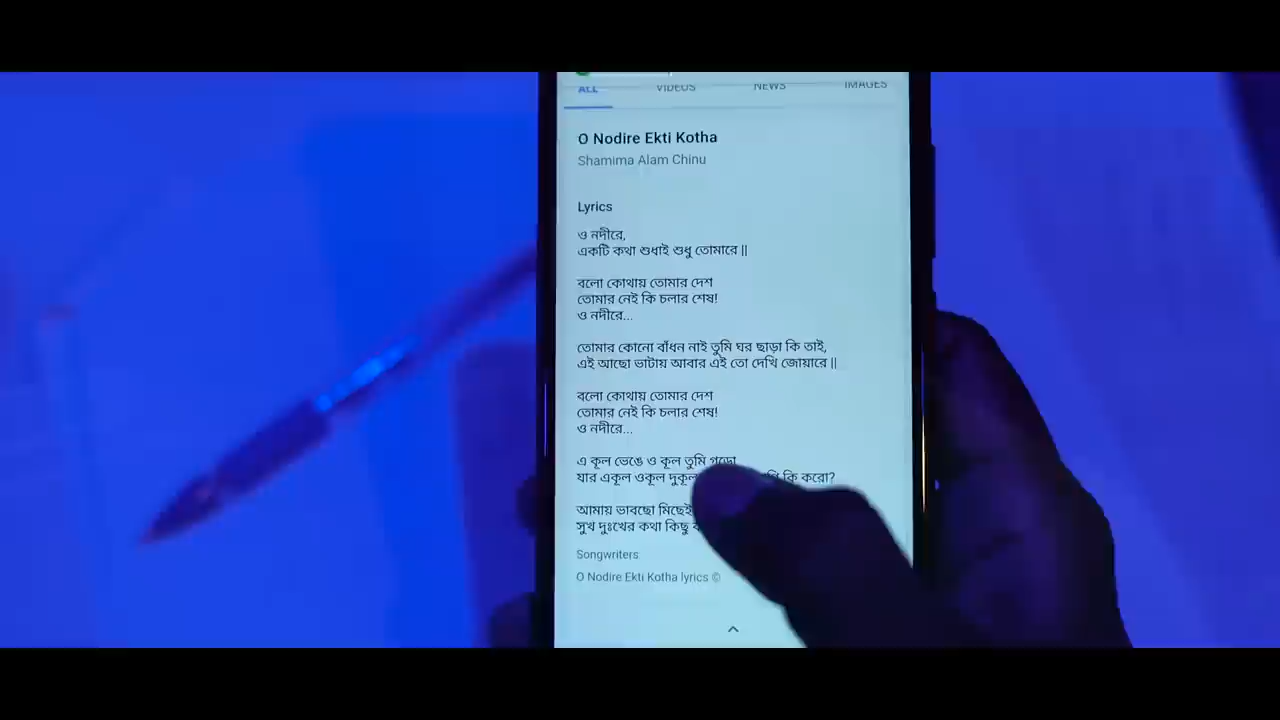 ALL VIDEOS NEWS IMAGES
O Nodire Ekti Kotha
Shamima Alam Chinu
Lyrics
ও নদীরে,
একটি কথা শুধাই শুধু তোমারে ||
বলো কোথায় তোমার দেশ
তোমার নেই কি চলার শেষ!
ও নদীরে...
তোমার কোনো বাঁধন নাই তুমি ঘর ছাড়া কি তাই,
এই আছো ভাটায় আবার এই তো দেখি জোয়ারে ||
বলো কোথায় তোমার দেশ
তোমার নেই কি চলার শেষ!
ও নদীরে...
এ কূল ভেঙে ও কূল তুমি গড়ো
যার একূল ওকূল দুকূল কি করো?
আমায় ভাবছো মিছেই
সুখ দুঃখের কথা কিছু
Songwriters
O Nodire Ekti Kotha lyrics ©